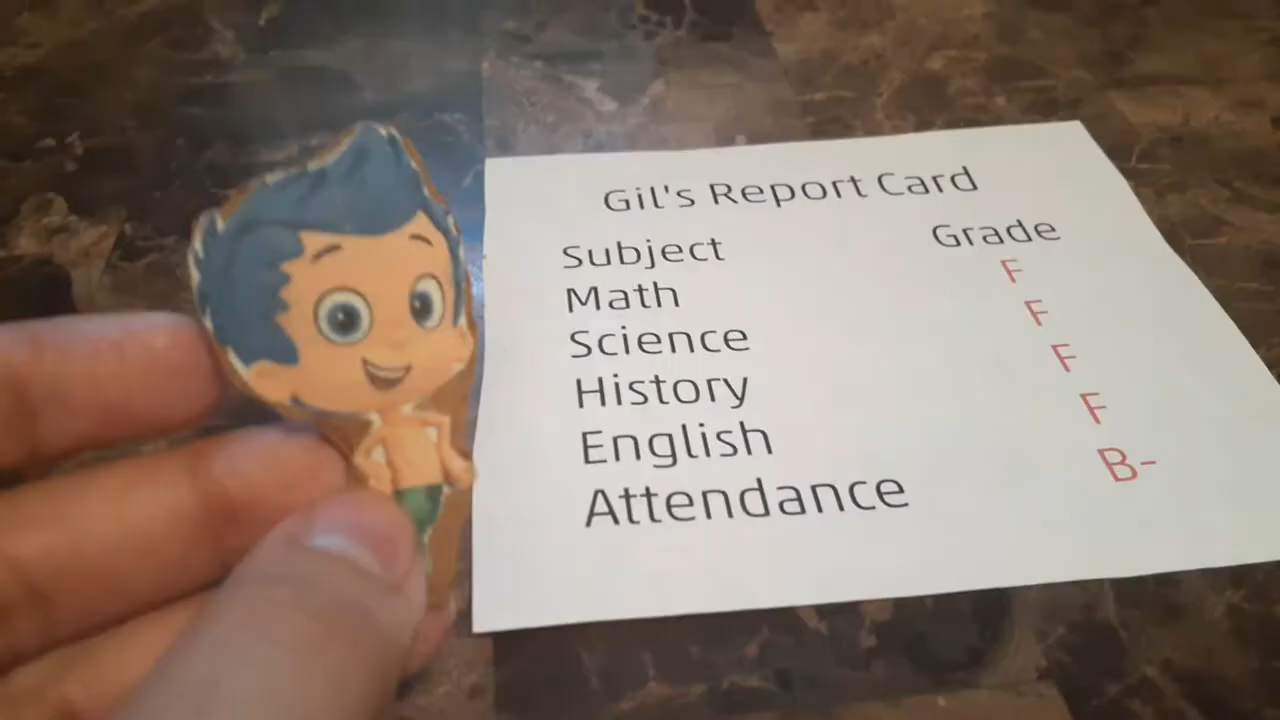 Gil's Report Card
Subject Grade
Math F
Science F
History F
English F
Attendance B-